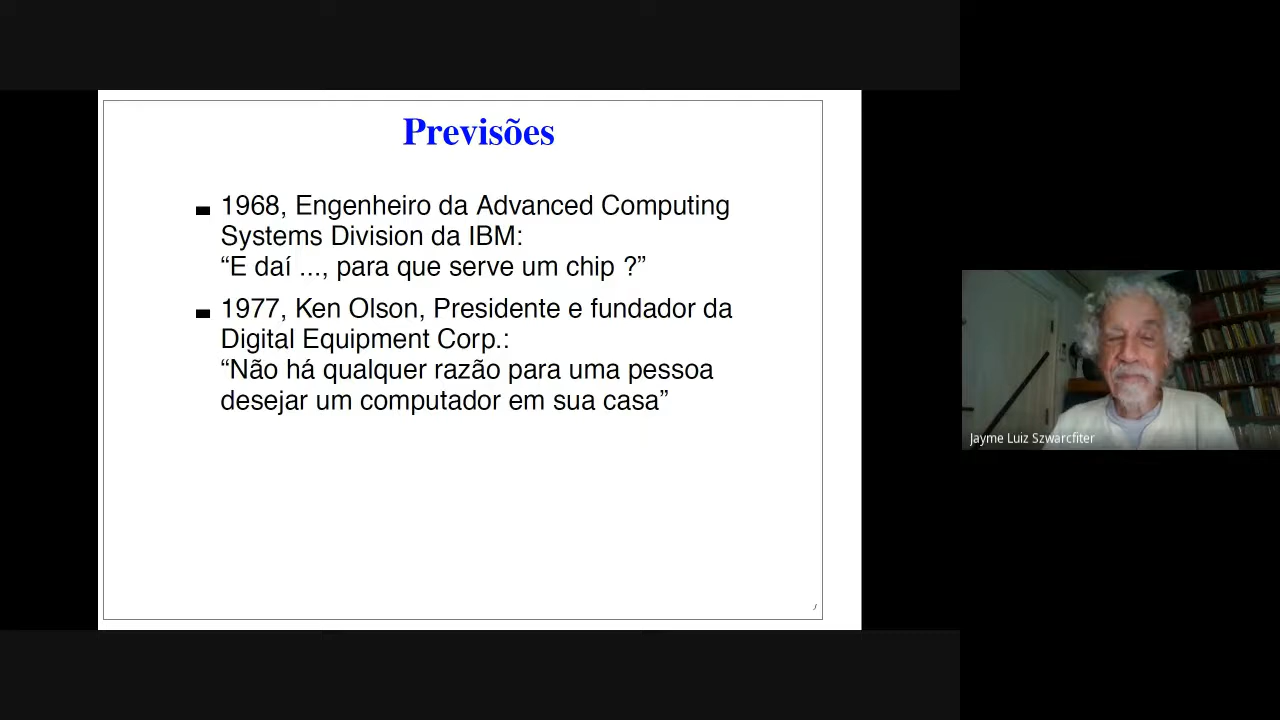 Previsões
1968, Engenheiro da Advanced Computing
Systems Division da IBM:
“E daí ..., para que serve um chip ?”
1977, Ken Olson, Presidente e fundador da
Digital Equipment Corp.:
“Não há qualquer razão para uma pessoa
desejar um computador em sua casa”
Jayme Luiz Szwarcfiter